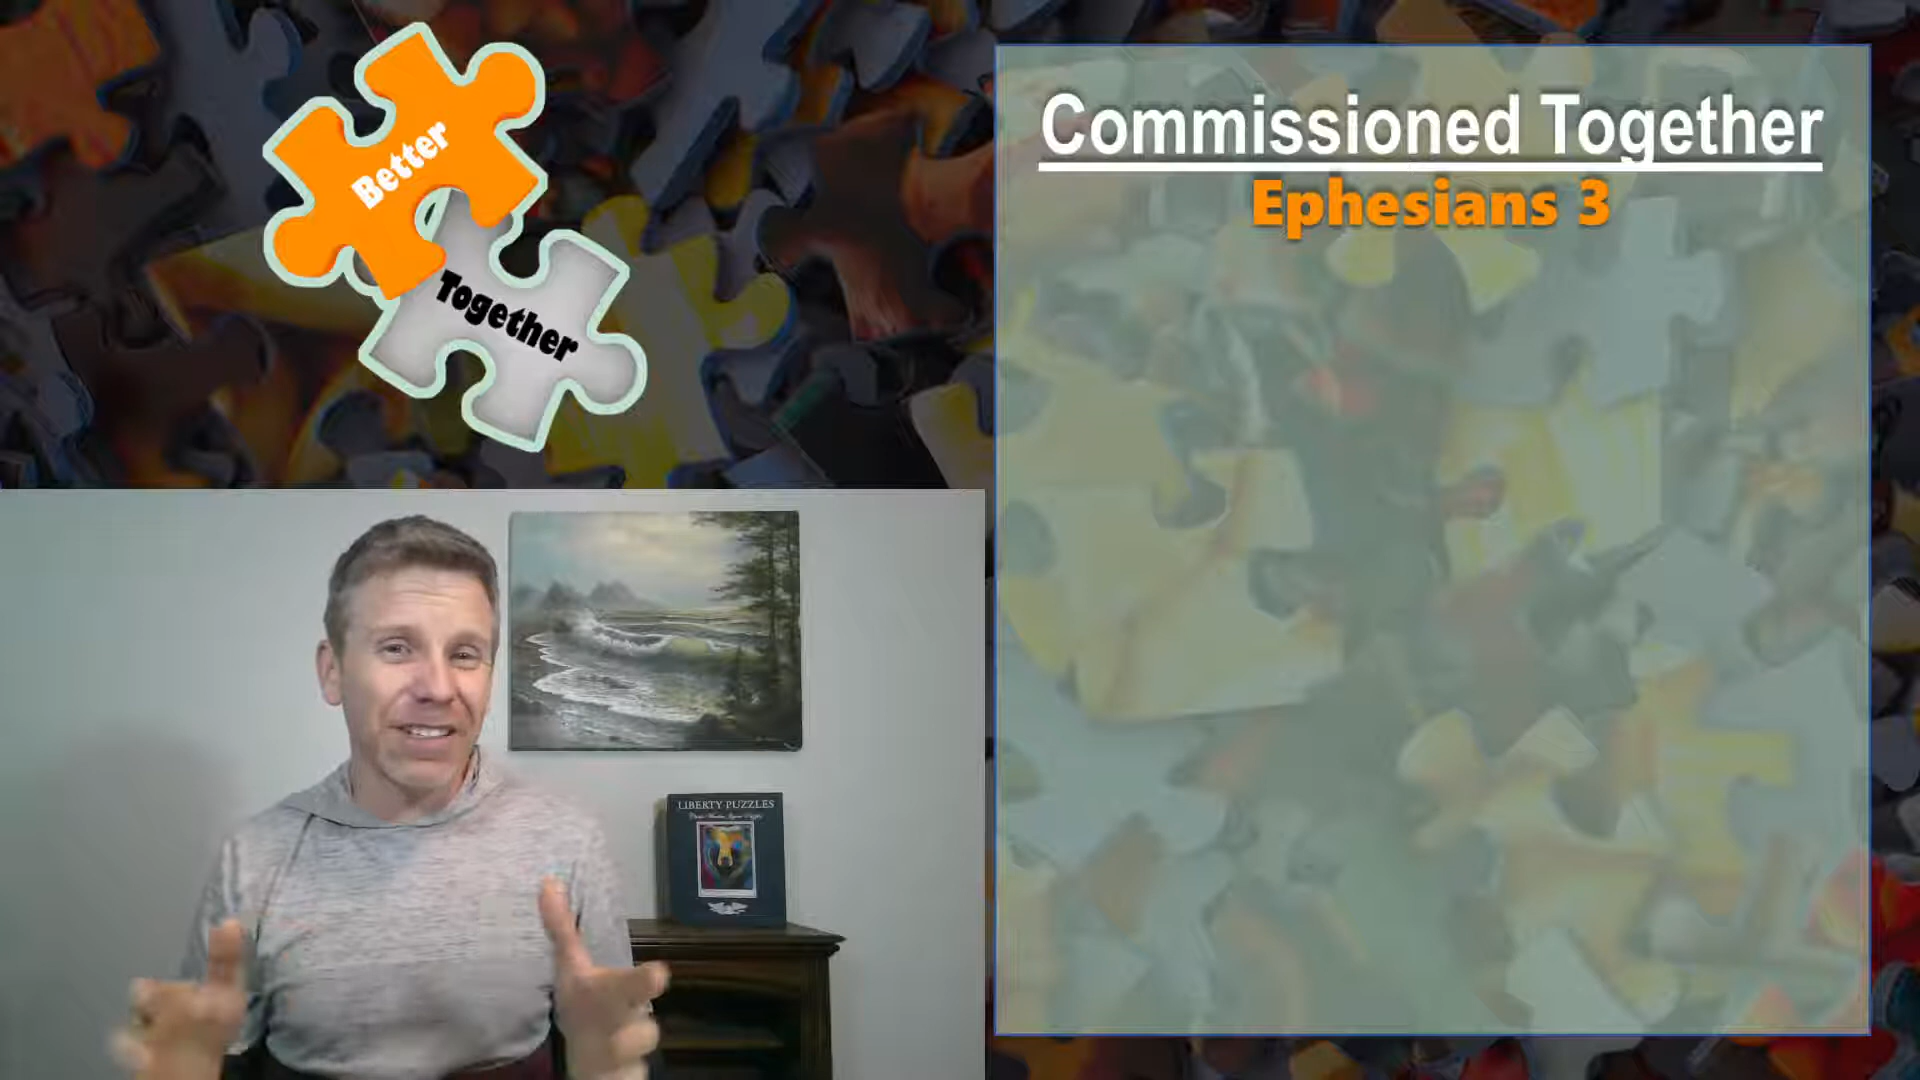 Better
Together
Commissioned Together
Ephesians 3
LIBERTY PUZZLES